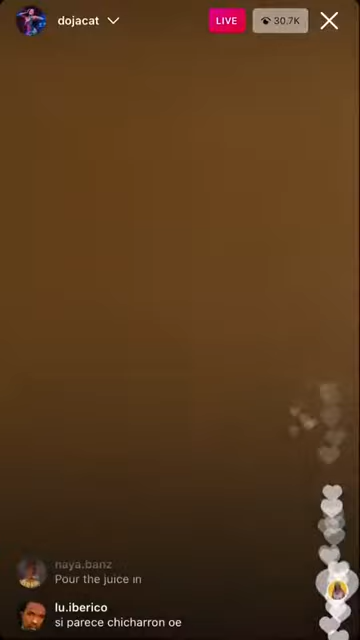 dojacat
LIVE
30.7K
naya.banz
Pour the juice in
lu.iberico
si parece chicharron oe